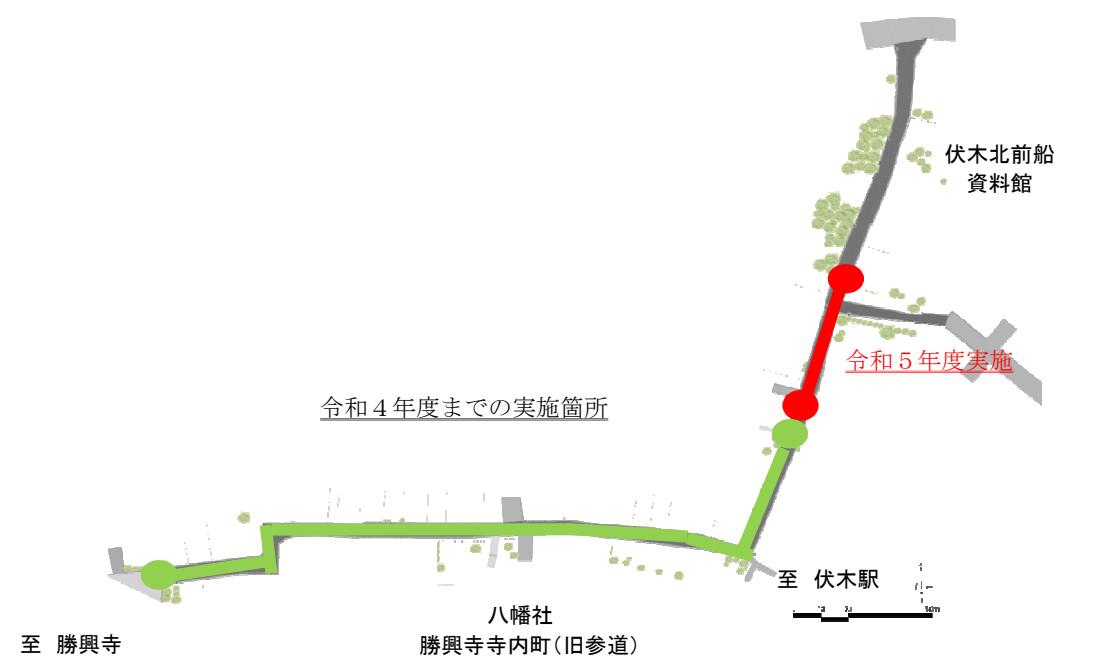 伏木北前船
資料館
令和５年度実施
令和４年度までの実施箇所
至 伏木駅
八幡社
至 勝興寺
勝興寺寺内町（旧参道）